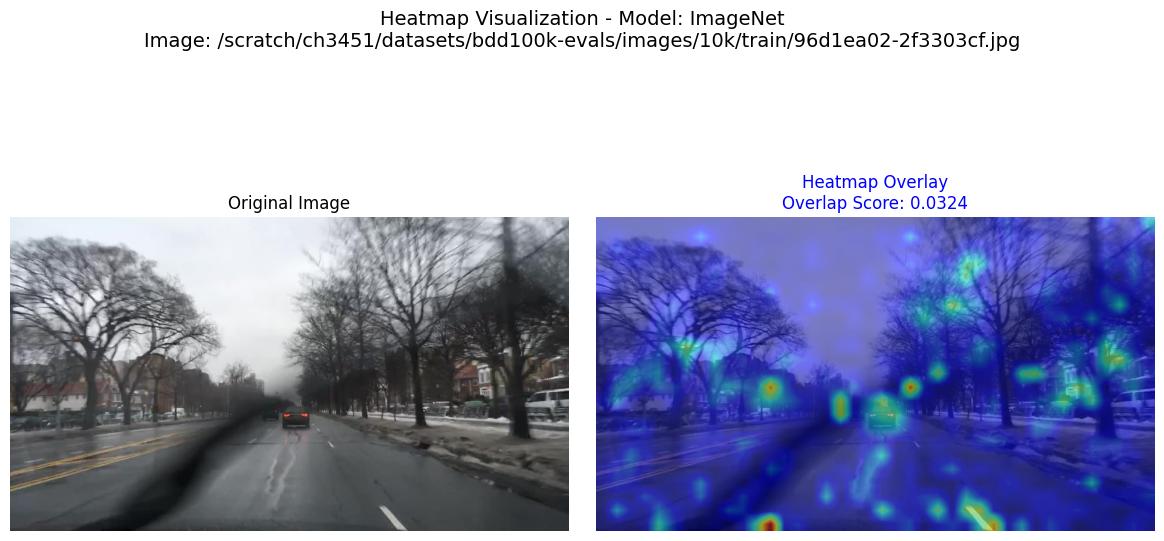 Heatmap Visualization - Model: ImageNet
Image: /scratch/ch3451/datasets/bdd100k-evals/images/10k/train/96d1ea02-2f3303cf.jpg
Original Image
Heatmap Overlay
Overlap Score: 0.0324